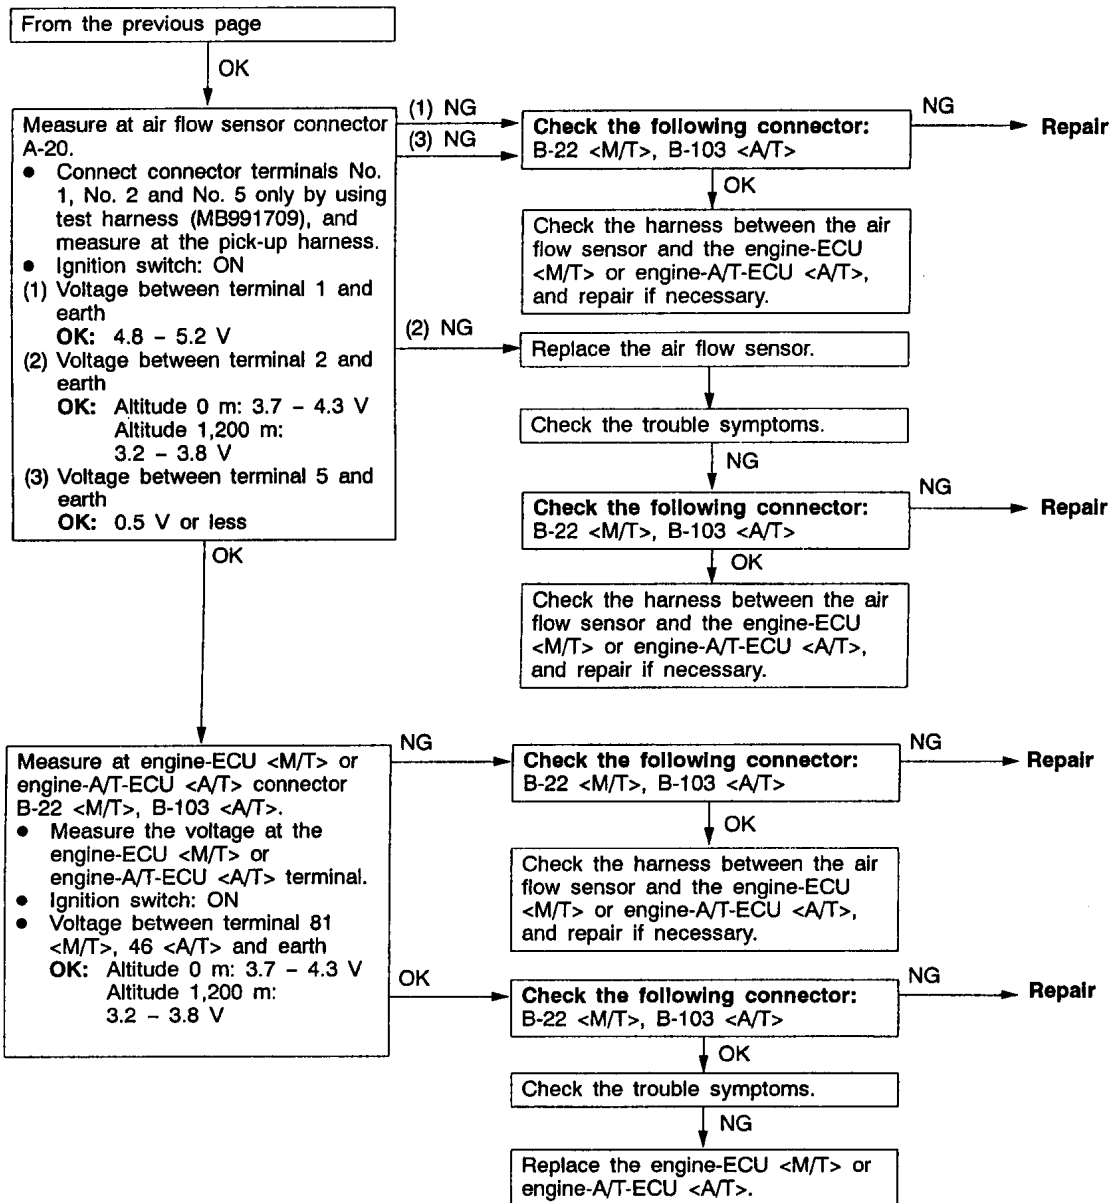 From the previous page
OK
Measure at air flow sensor connector
A-20.
● Connect connector terminals No.
1, No. 2 and No. 5 only by using
test harness (MB991709), and
measure at the pick-up harness.
● Ignition switch: ON
(1) Voltage between terminal 1 and
earth
OK: 4.8 – 5.2 V
(2) Voltage between terminal 2 and
earth
OK: Altitude 0 m: 3.7 – 4.3 V
Altitude 1,200 m:
3.2 – 3.8 V
(3) Voltage between terminal 5 and
earth
OK: 0.5 V or less
(1) NG
(3) NG
Check the following connector:
B-22 <M/T>, B-103 <A/T>
NG
Repair
OK
Check the harness between the air
flow sensor and the engine-ECU
<M/T> or engine-A/T-ECU <A/T>,
and repair if necessary.
(2) NG
Replace the air flow sensor.
Check the trouble symptoms.
NG
Check the following connector:
B-22 <M/T>, B-103 <A/T>
NG
Repair
OK
Check the harness between the air
flow sensor and the engine-ECU
<M/T> or engine-A/T-ECU <A/T>,
and repair if necessary.
OK
Measure at engine-ECU <M/T> or
engine-A/T-ECU <A/T> connector
B-22 <M/T>, B-103 <A/T>.
● Measure the voltage at the
engine-ECU <M/T> or
engine-A/T-ECU <A/T> terminal.
● Ignition switch: ON
● Voltage between terminal 81
<M/T>, 46 <A/T> and earth
OK: Altitude 0 m: 3.7 – 4.3 V
Altitude 1,200 m:
3.2 – 3.8 V
NG
Check the following connector:
B-22 <M/T>, B-103 <A/T>
NG
Repair
OK
Check the harness between the air
flow sensor and the engine-ECU
<M/T> or engine-A/T-ECU <A/T>,
and repair if necessary.
OK
Check the following connector:
B-22 <M/T>, B-103 <A/T>
NG
Repair
OK
Check the trouble symptoms.
NG
Replace the engine-ECU <M/T> or
engine-A/T-ECU <A/T>.